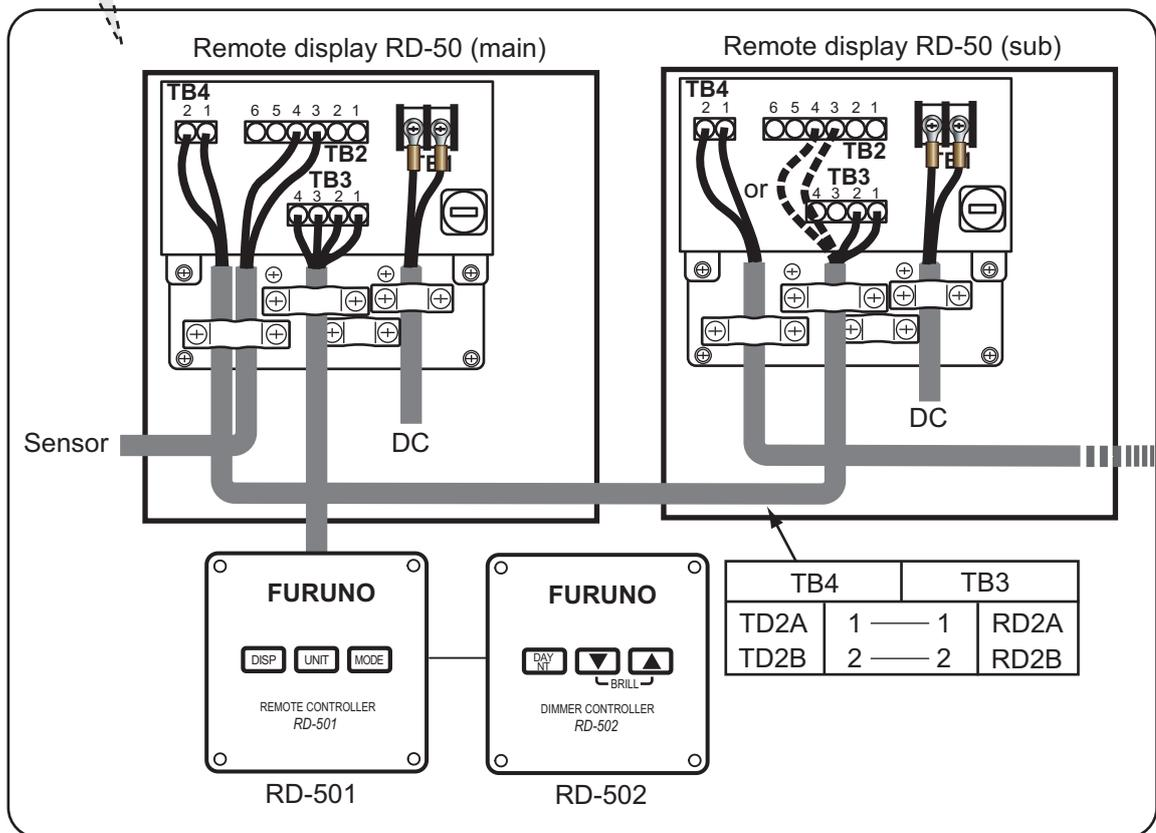 Remote display RD-50 (main)
TB4
2 1
6 5 4 3 2 1
TB2
TB3
4 3 2 1
Sensor
DC
Remote display RD-50 (sub)
TB4
2 1
6 5 4 3 2 1
TB2
or
TB3
4 3 2 1
DC
FURUNO
DISP UNIT MODE
REMOTE CONTROLLER
RD-501
RD-501
FURUNO
DAY
NT
BRILL
DIMMER CONTROLLER
RD-502
RD-502
TB4 TB3
TD2A 1 1 RD2A
TD2B 2 2 RD2B